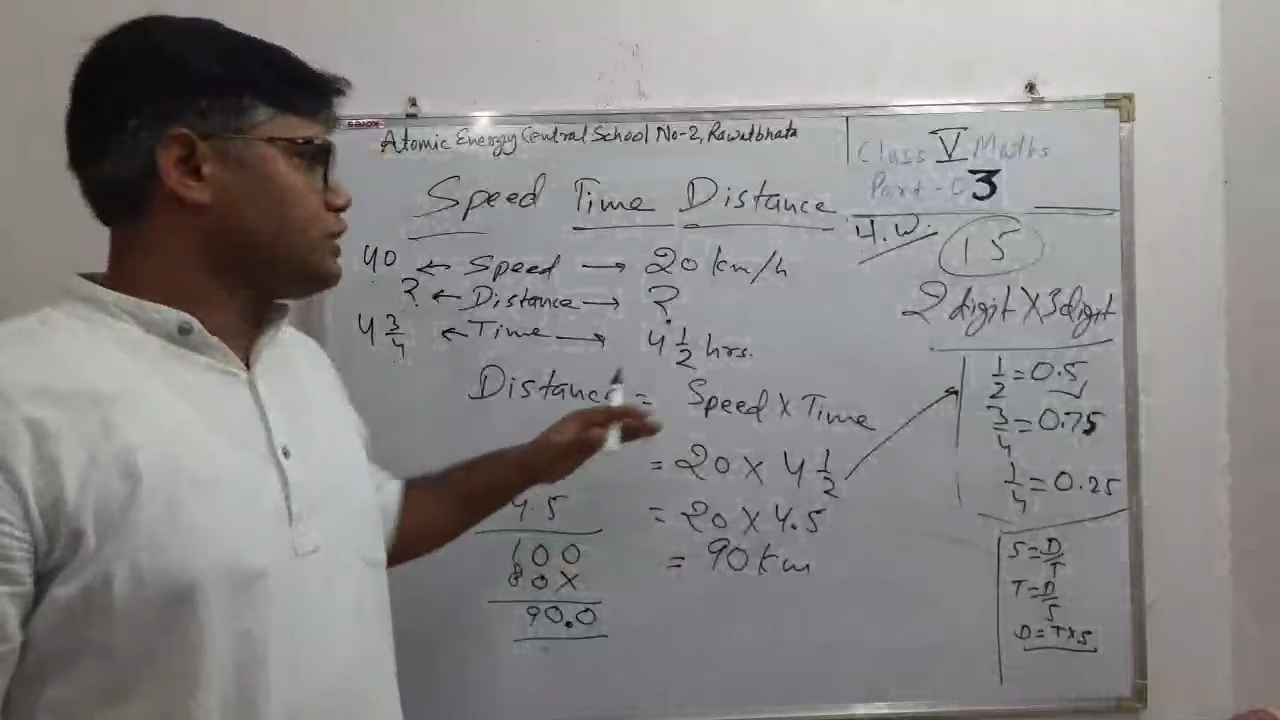 Atomic Energy Central School No-2, Rawatbhata
Class V Maths
Part-03
Speed Time Distance
H.W.
15
40 ← Speed → 20 km/h
? ← Distance → ?
4 3/4 ← Time → 4 1/2 hrs.
2 digit X 3 digit
1/2 = 0.5
3/4 = 0.75
1/4 = 0.25
Distance = Speed X Time
= 20 X 4 1/2
= 20 X 4.5
= 90 km
45
100
80X
90.0
S = D/T
T = D/S
D = T X S